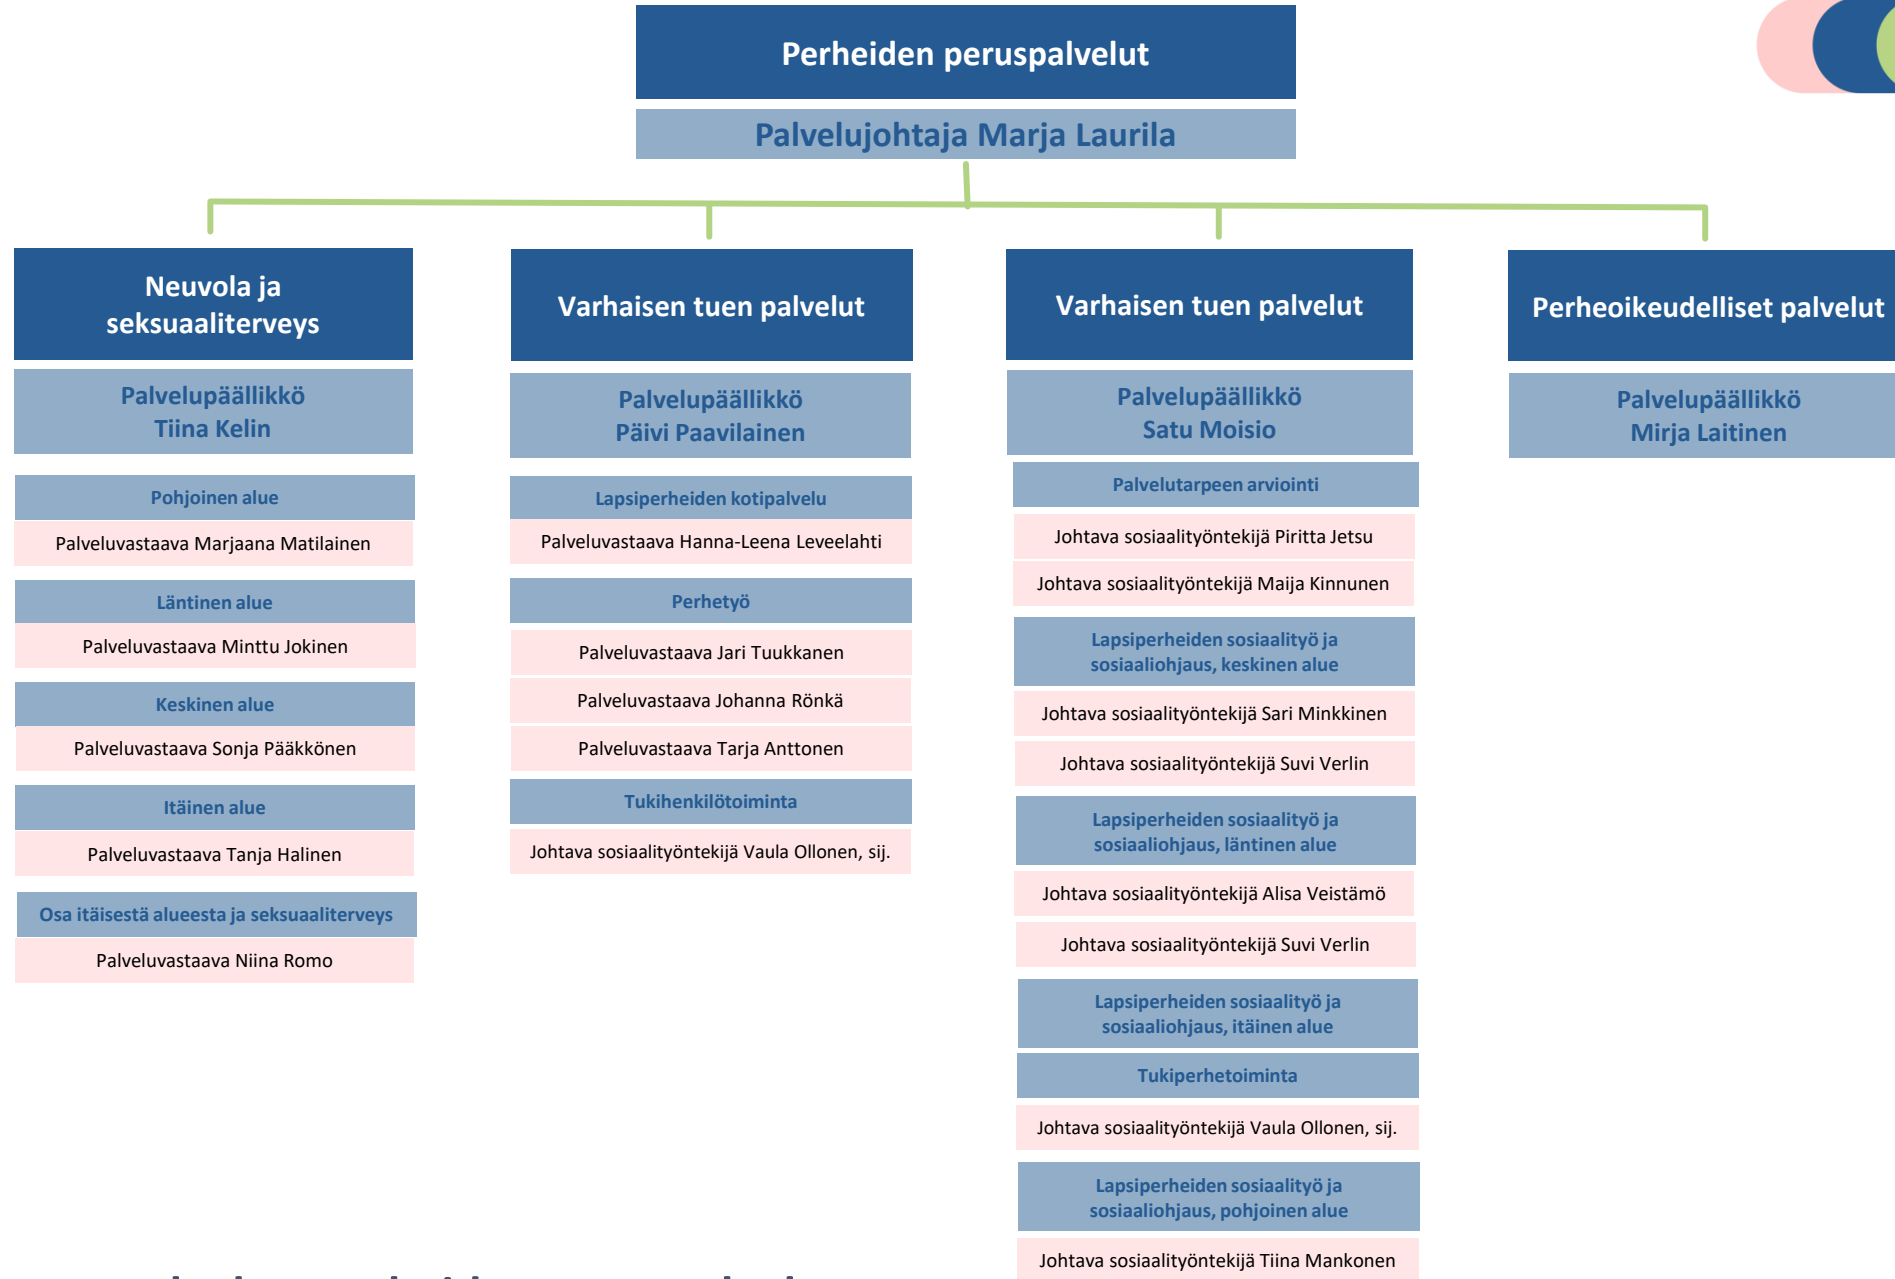 Perheiden peruspalvelut
Palvelujohtaja Marja Laurila
Neuvola ja
seksuaaliterveys
Palvelupäällikkö
Tiina Kelin
Pohjoinen alue
Palveluvastaava Marjaana Matilainen
Läntinen alue
Palveluvastaava Minttu Jokinen
Keskinen alue
Palveluvastaava Sonja Pääkkönen
Itäinen alue
Palveluvastaava Tanja Halinen
Osa itäisestä alueesta ja seksuaaliterveys
Palveluvastaava Niina Romo
Varhaisen tuen palvelut
Palvelupäällikkö
Päivi Paavilainen
Lapsiperheiden kotipalvelu
Palveluvastaava Hanna-Leena Leveelahti
Perhetyö
Palveluvastaava Jari Tuukkanen
Palveluvastaava Johanna Rönkä
Palveluvastaava Tarja Anttonen
Tukihenkilötoiminta
Johtava sosiaalityöntekijä Vaula Ollonen, sij.
Varhaisen tuen palvelut
Palvelupäällikkö
Satu Moisio
Palvelutarpeen arviointi
Johtava sosiaalityöntekijä Piritta Jetsu
Johtava sosiaalityöntekijä Maija Kinnunen
Lapsiperheiden sosiaalityö ja
sosiaaliohjaus, keskinen alue
Johtava sosiaalityöntekijä Sari Minkkinen
Johtava sosiaalityöntekijä Suvi Verlin
Lapsiperheiden sosiaalityö ja
sosiaaliohjaus, läntinen alue
Johtava sosiaalityöntekijä Alisa Veistämö
Johtava sosiaalityöntekijä Suvi Verlin
Lapsiperheiden sosiaalityö ja
sosiaaliohjaus, itäinen alue
Tukiperhetoiminta
Johtava sosiaalityöntekijä Vaula Ollonen, sij.
Lapsiperheiden sosiaalityö ja
sosiaaliohjaus, pohjoinen alue
Johtava sosiaalityöntekijä Tiina Mankonen
Perheoikeudelliset palvelut
Palvelupäällikkö
Mirja Laitinen